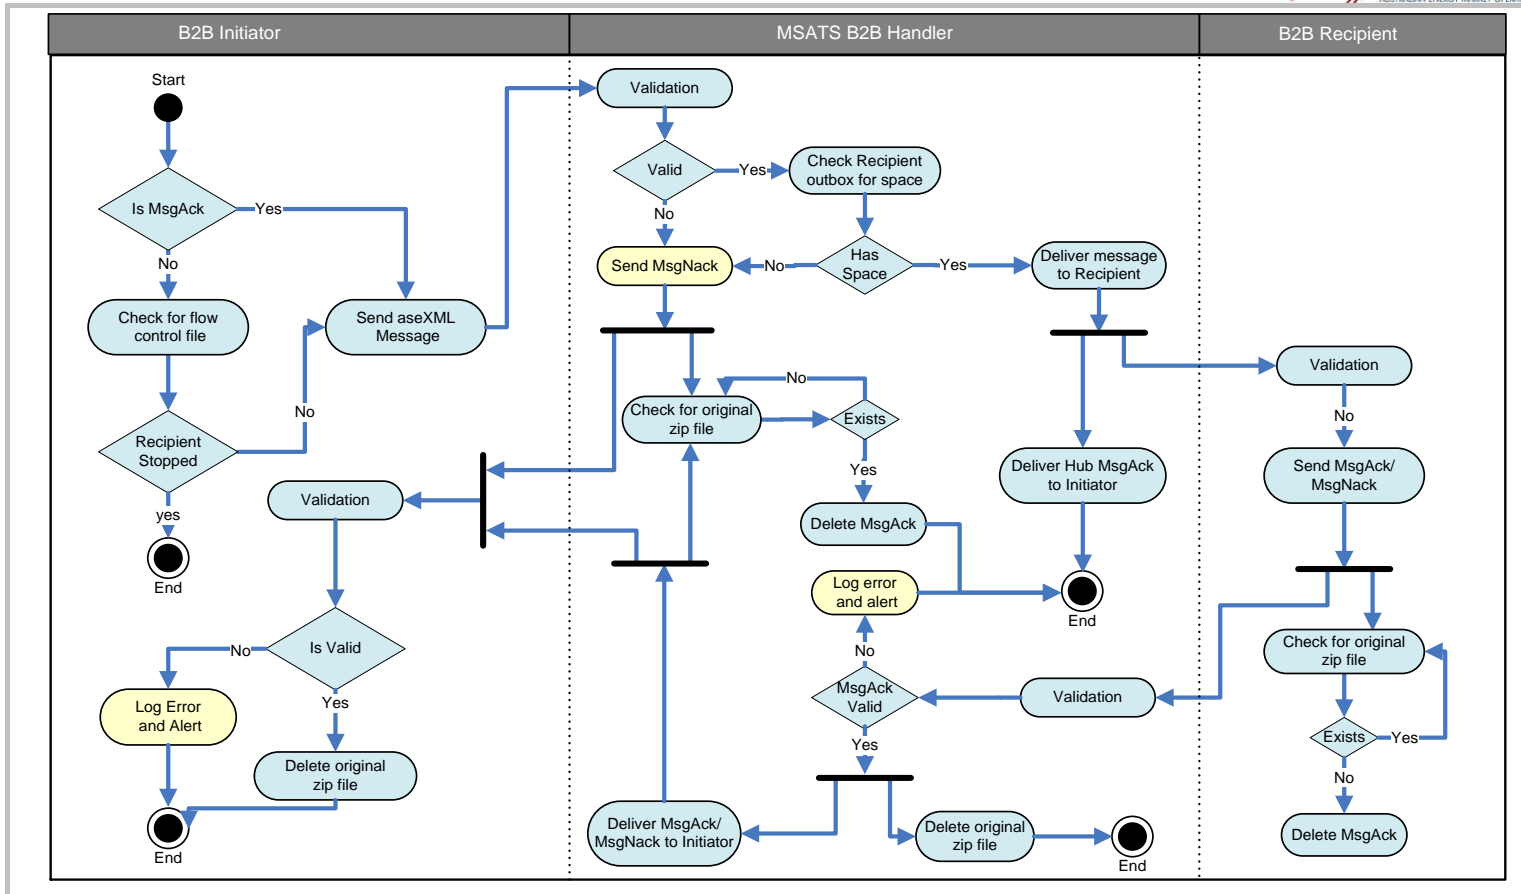 B2B Initiator
MSATS B2B Handler
B2B Recipient
Start
Is MsgAck
Yes
No
Check for flow
control file
Send aseXML
Message
No
Recipient
Stopped
yes
End
Validation
Is Valid
No
Yes
Log Error
and Alert
Delete original
zip file
End
Validation
Valid
Yes
Check Recipient
outbox for space
No
Send MsgNack
No
Has
Space
Yes
Deliver message
to Recipient
No
Check for original
zip file
Exists
Yes
Delete MsgAck
Deliver Hub MsgAck
to Initiator
Log error
and alert
End
No
MsgAck
Valid
Validation
Yes
Deliver MsgAck/
MsgNack to Initiator
Delete original
zip file
End
Validation
No
Send MsgAck/
MsgNack
Check for original
zip file
Exists
Yes
No
Delete MsgAck